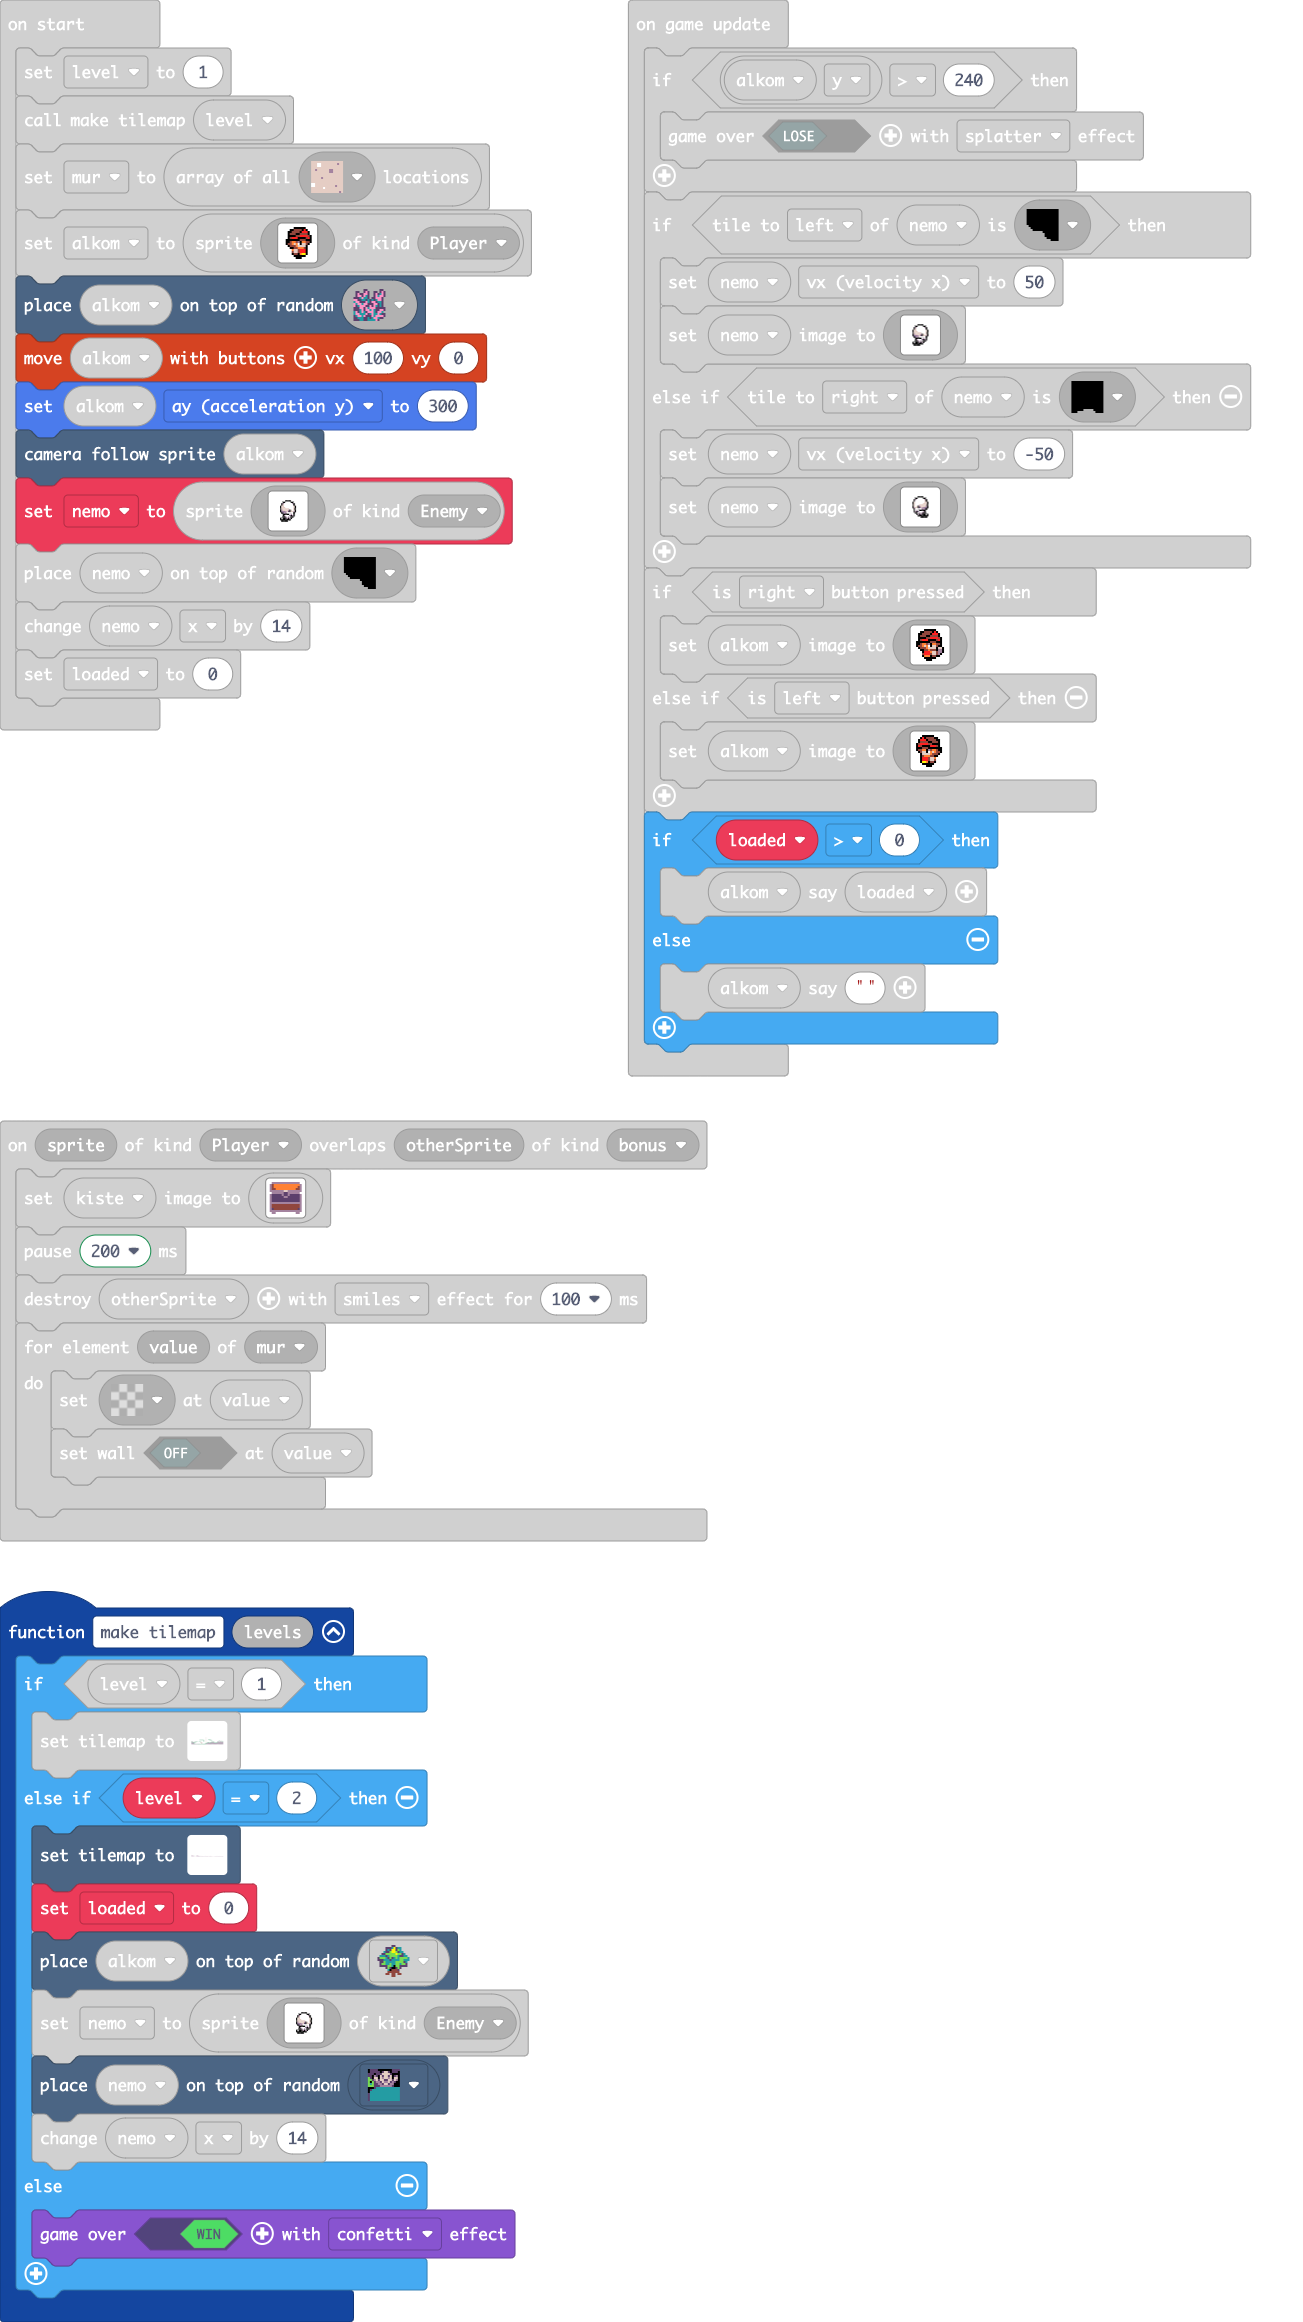 on start
set level to 1
call make tilemap level
set mur to array of all locations
set alkom to sprite of kind Player
place alkom on top of random
move alkom with buttons vx 100 vy 0
set alkom ay (acceleration y) to 300
camera follow sprite alkom
set nemo to sprite of kind Enemy
place nemo on top of random
change nemo x by 14
set loaded to 0
on game update
if alkom y > 240 then
game over LOSE with splatter effect
if tile to left of nemo is then
set nemo vx (velocity x) to 50
set nemo image to
else if tile to right of nemo is then
set nemo vx (velocity x) to -50
set nemo image to
if is right button pressed then
set alkom image to
else if is left button pressed then
set alkom image to
if loaded > 0 then
alkom say loaded
else
alkom say " "
on sprite of kind Player overlaps otherSprite of kind bonus
set kiste image to
pause 200 ms
destroy otherSprite with smiles effect for 100 ms
for element value of mur
do
set at value
set wall OFF at value
function make tilemap levels
if level = 1 then
set tilemap to
else if level = 2 then
set tilemap to
set loaded to 0
place alkom on top of random
set nemo to sprite of kind Enemy
place nemo on top of random
change nemo x by 14
else
game over WIN with confetti effect